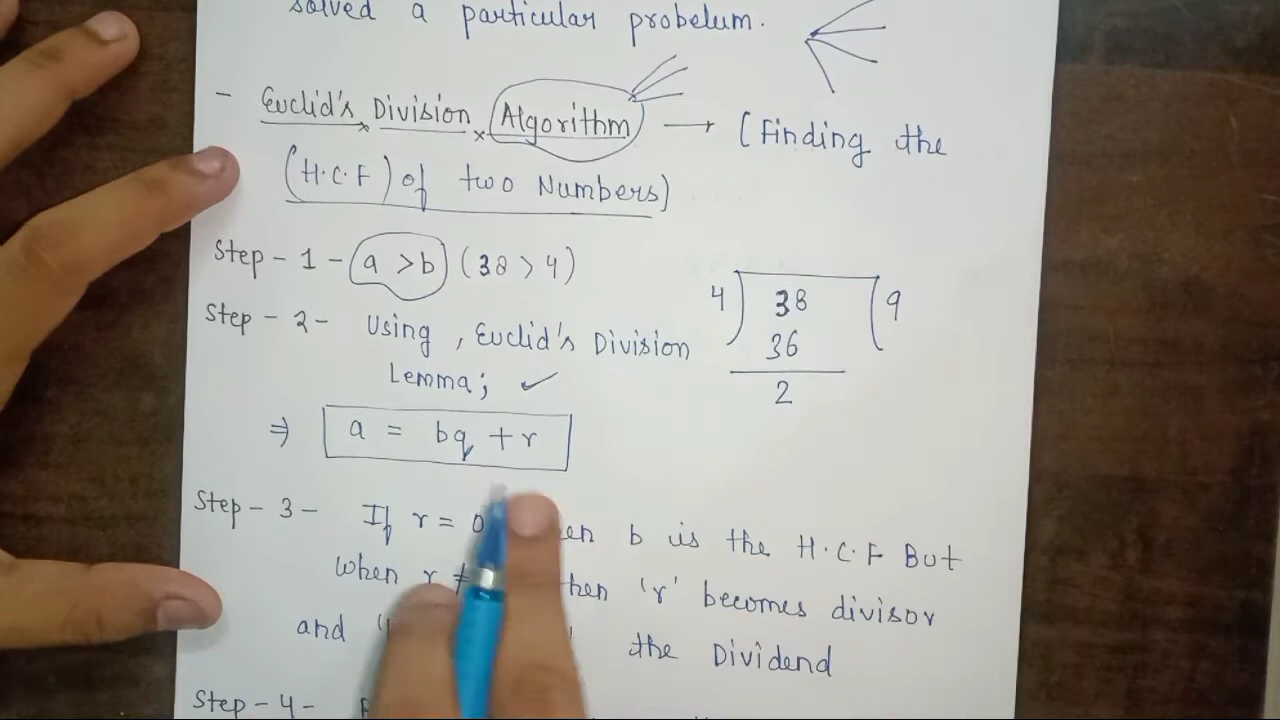 solved a particular probelum.
- Euclid's Division Algorithm → (Finding the
(H.C.F) of two Numbers)
Step - 1 - a > b (38 > 4)
Step - 2 - Using, Euclid's Division
Lemma; ✓
⇒ a = bq + r
4 38 9
36
2
Step - 3 - If r = 0 b is the H.C.F But
when r ≠ 'r' becomes divisor
and the Dividend
Step - 4 -